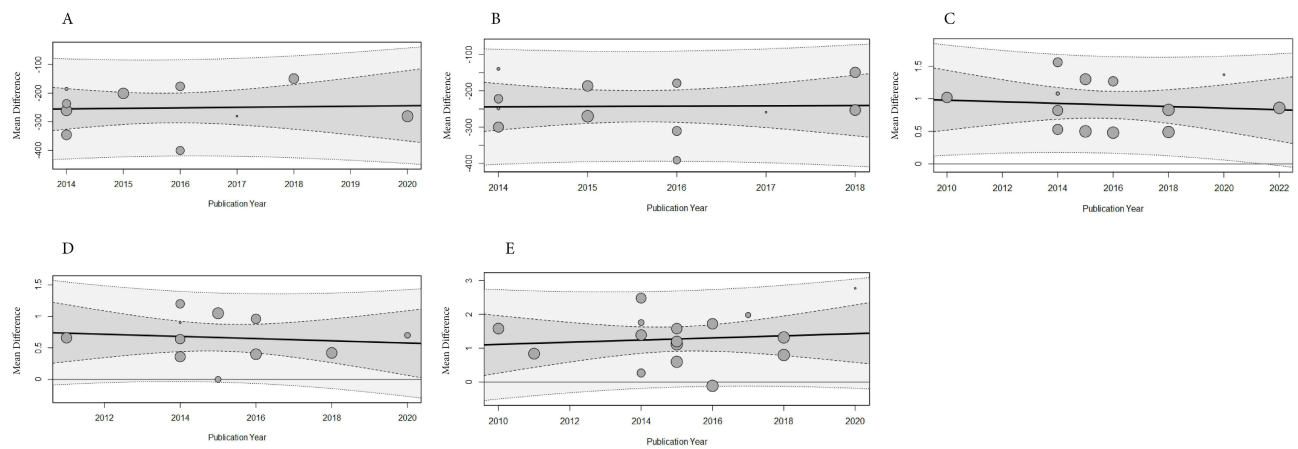 A
B
C
Mean Difference
-100
-200
-300
-400
2014 2015 2016 2017 2018 2019 2020
Publication Year
Mean Difference
-100
-300
-400
2014 2015 2016 2017 2018
Publication Year
Mean Difference
1.5
1
0.5
0
2010 2012 2014 2016 2018 2020 2022
Publication Year
D
E
Mean Difference
1.5
1
0.5
0
2012 2014 2016 2018 2020
Publication Year
Mean Difference
3
2
1
0
2010 2012 2014 2016 2018 2020
Publication Year